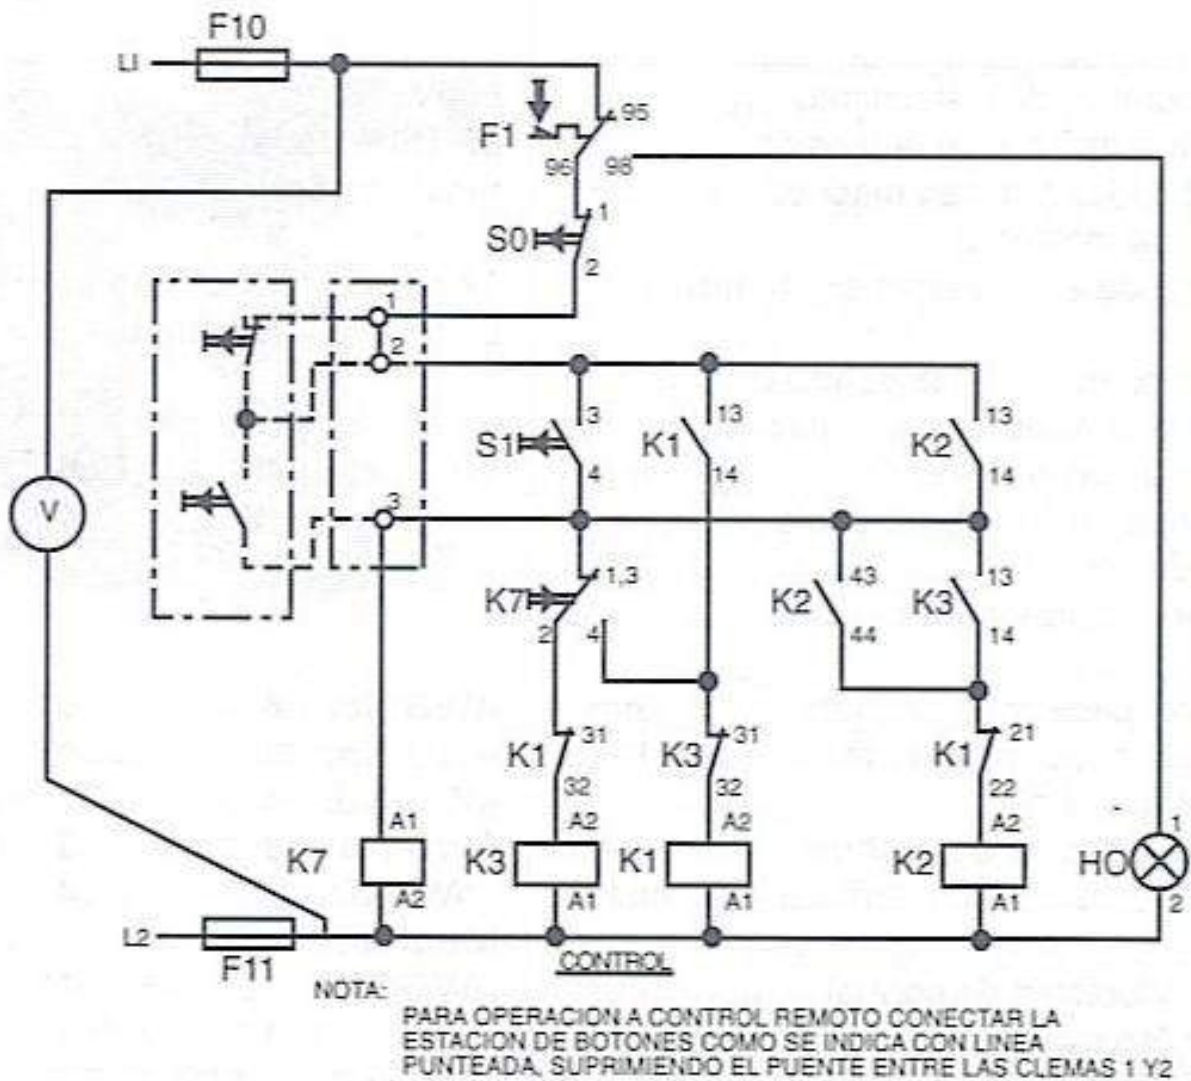 F10
L1
F1
95
96 98
S0
1
2
1
2
3
S1
3
4
K1
13
14
K2
13
14
V
K7
1,3
2 4
K2
43
44
K3
13
14
K1
31
32
K3
31
32
K1
21
22
K7
A1
A2
K3
A2
A1
K1
A2
A1
K2
A2
A1
HO
1
2
L2
F11
CONTROL
NOTA:
PARA OPERACION A CONTROL REMOTO CONECTAR LA
ESTACION DE BOTONES COMO SE INDICA CON LINEA
PUNTEADA, SUPRIMIENDO EL PUENTE ENTRE LAS CLEMAS 1 Y2